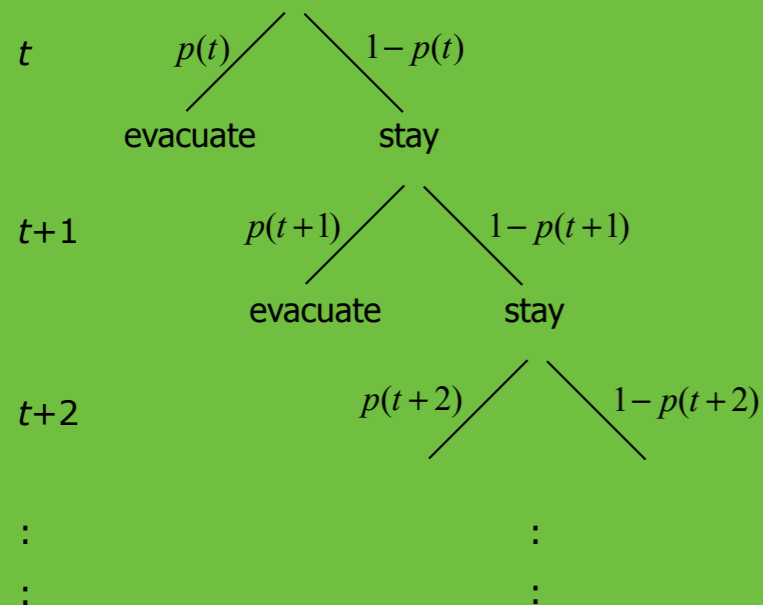 t p(t) 1− p(t)
evacuate stay
t+1 p(t+1) 1− p(t+1)
evacuate stay
t+2 p(t+2) 1− p(t+2)
: :
: :